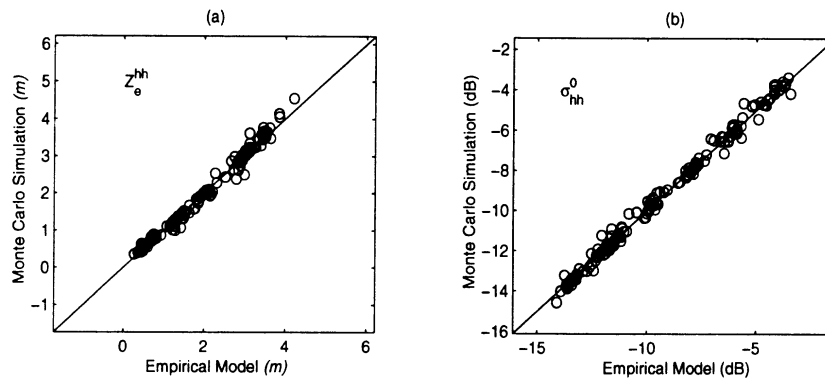 (a)
Z_e^hh
6
5
4
3
2
1
0
−1
0
2
4
6
Monte Carlo Simulation (m)
Empirical Model (m)
(b)
σ_hh^0
−2
−4
−6
−8
−10
−12
−14
−16
−15
−10
−5
Monte Carlo Simulation (dB)
Empirical Model (dB)